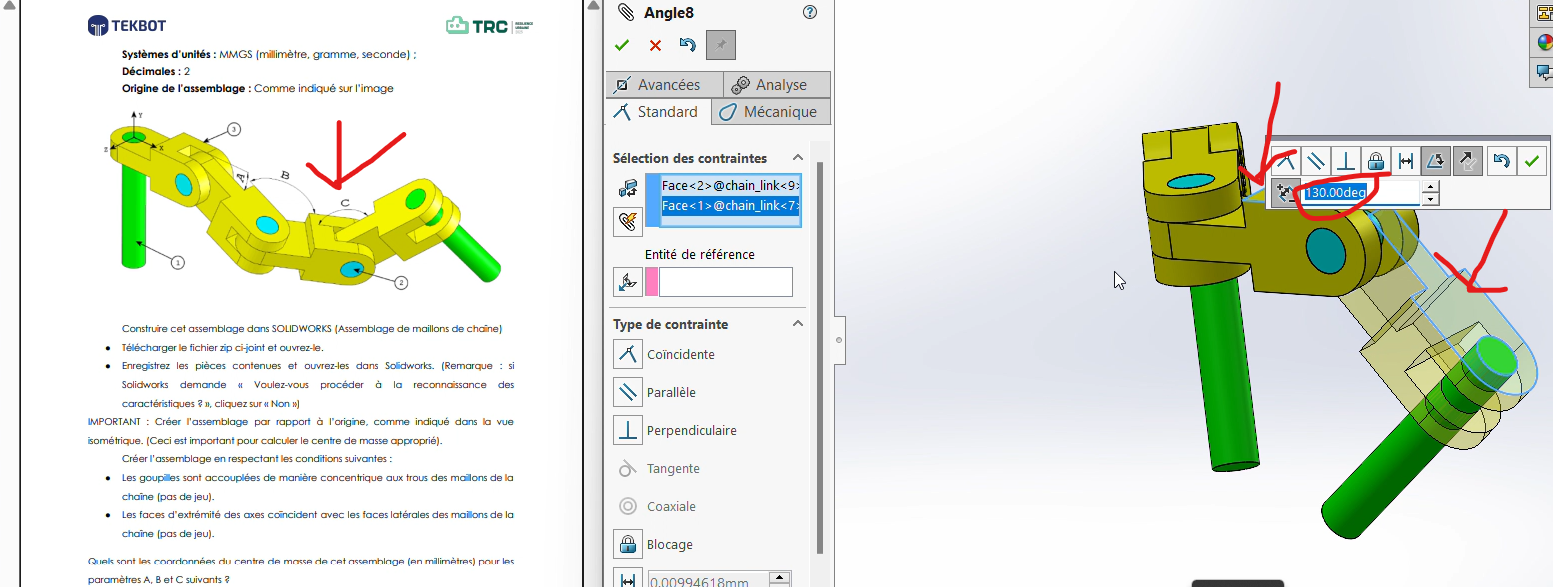 TEKBOT
TRC
Systèmes d'unités : MMGS (millimètre, gramme, seconde) ;
Décimales : 2
Origine de l'assemblage : Comme indiqué sur l'image
Y
Z
X
3
A
B
C
1
2
Construire cet assemblage dans SOLIDWORKS (Assemblage de maillons de chaîne)
• Télécharger le fichier zip ci-joint et ouvrez-le.
• Enregistrez les pièces contenues et ouvrez-les dans Solidworks. (Remarque : si
Solidworks demande « Voulez-vous procéder à la reconnaissance des
caractéristiques ? », cliquez sur « Non »)
IMPORTANT : Créer l'assemblage par rapport à l'origine, comme indiqué dans la vue
isométrique. (Ceci est important pour calculer le centre de masse approprié).
Créer l'assemblage en respectant les conditions suivantes :
• Les goupilles sont accouplées de manière concentrique aux trous des maillons de la
chaîne (pas de jeu).
• Les faces d'extrémité des axes coïncident avec les faces latérales des maillons de la
chaîne (pas de jeu).
Quels sont les coordonnées du centre de masse de cet assemblage (en millimètres) pour les
paramètres A, B et C suivants ?
Angle8
Avancées
Analyse
Standard
Mécanique
Sélection des contraintes
Face<2>@chain_link<9>
Face<1>@chain_link<7>
Entité de référence
Type de contrainte
Coïncidente
Parallèle
Perpendiculaire
Tangente
Coaxiale
Blocage
0.00994618mm
130.00deg